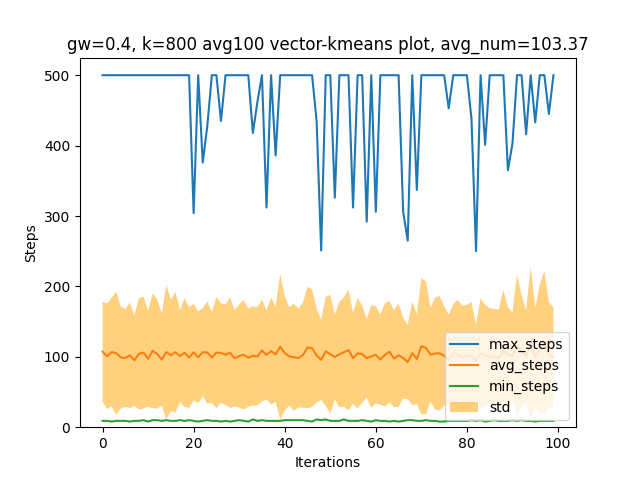 gw=0.4, k=800 avg100 vector-kmeans plot, avg_num=103.37
500
400
300
200
100
0
Steps
max_steps
avg_steps
min_steps
std
0 20 40 60 80 100
Iterations